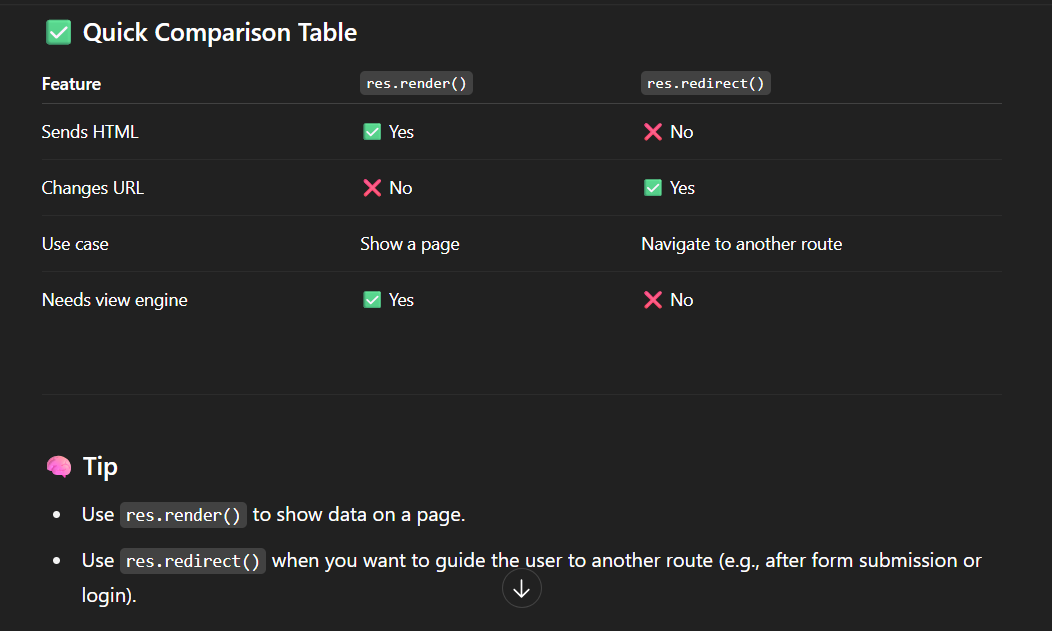 ✅ Quick Comparison Table
Feature res.render() res.redirect()
Sends HTML ✅ Yes ❌ No
Changes URL ❌ No ✅ Yes
Use case Show a page Navigate to another route
Needs view engine ✅ Yes ❌ No
🧠 Tip
• Use res.render() to show data on a page.
• Use res.redirect() when you want to guide the user to another route (e.g., after form submission or
login).